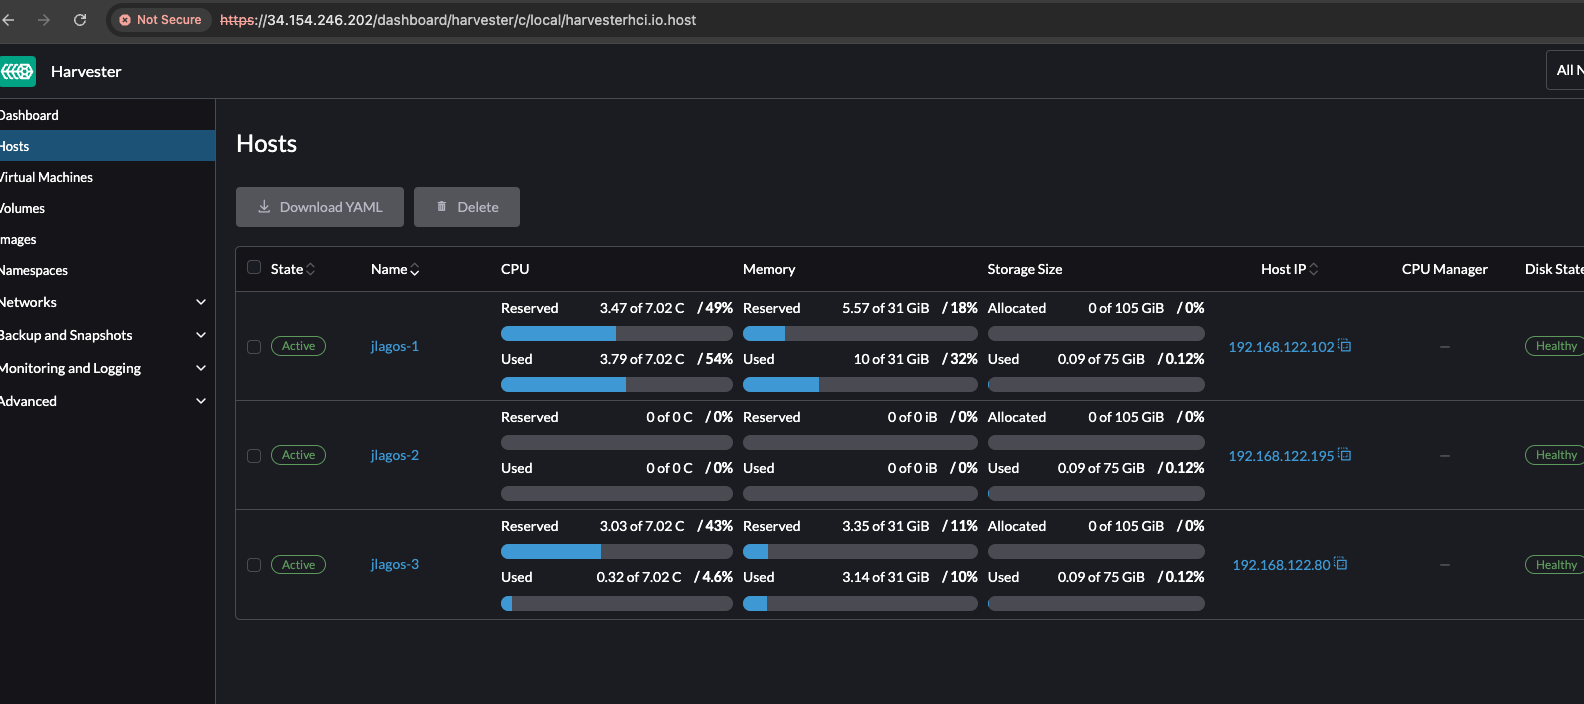 Not Secure https://34.154.246.202/dashboard/harvester/c/local/harvesterhci.io.host
Harvester
All N
Dashboard
Hosts
Virtual Machines
Volumes
Images
Namespaces
Networks
Backup and Snapshots
Monitoring and Logging
Advanced
Hosts
Download YAML Delete
State Name CPU Memory Storage Size Host IP CPU Manager Disk State
Reserved 3.47 of 7.02 C / 49% Reserved 5.57 of 31 GiB / 18% Allocated 0 of 105 GiB / 0%
Active jlagos-1 192.168.122.102 — Healthy
Used 3.79 of 7.02 C / 54% Used 10 of 31 GiB / 32% Used 0.09 of 75 GiB / 0.12%
Reserved 0 of 0 C / 0% Reserved 0 of 0 iB / 0% Allocated 0 of 105 GiB / 0%
Active jlagos-2 192.168.122.195 — Healthy
Used 0 of 0 C / 0% Used 0 of 0 iB / 0% Used 0.09 of 75 GiB / 0.12%
Reserved 3.03 of 7.02 C / 43% Reserved 3.35 of 31 GiB / 11% Allocated 0 of 105 GiB / 0%
Active jlagos-3 192.168.122.80 — Healthy
Used 0.32 of 7.02 C / 4.6% Used 3.14 of 31 GiB / 10% Used 0.09 of 75 GiB / 0.12%